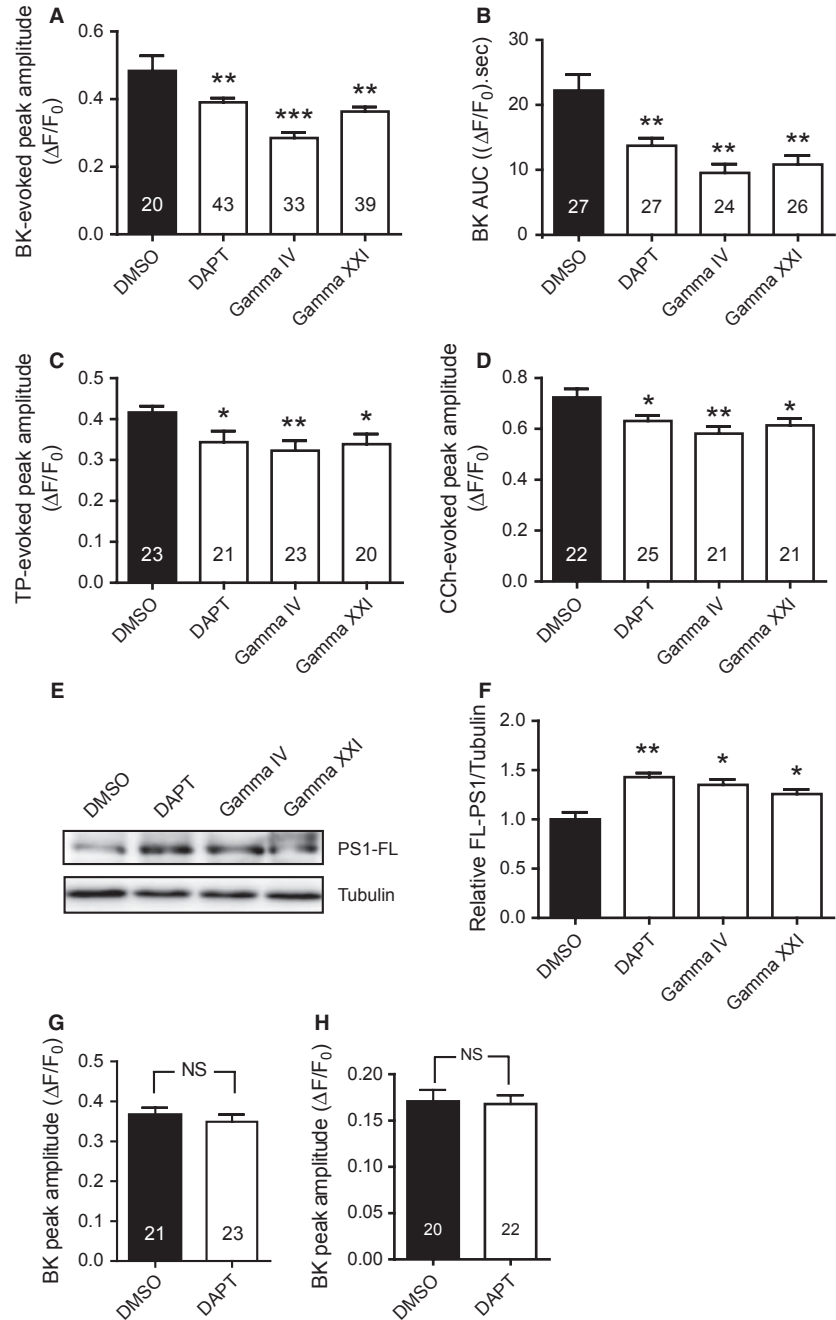 A
BK-evoked peak amplitude
(ΔF/F0)
0.6
0.4
0.2
0.0
**
***
**
20
43
33
39
DMSO
DAPT
Gamma IV
Gamma XXI
B
BK AUC ((ΔF/F0).sec)
30
20
10
0
**
**
**
27
27
24
26
DMSO
DAPT
Gamma IV
Gamma XXI
C
TP-evoked peak amplitude
(ΔF/F0)
0.5
0.4
0.3
0.2
0.1
0.0
*
**
*
23
21
23
20
DMSO
DAPT
Gamma IV
Gamma XXI
D
CCh-evoked peak amplitude
(ΔF/F0)
0.8
0.6
0.4
0.2
0.0
*
**
*
22
25
21
21
DMSO
DAPT
Gamma IV
Gamma XXI
E
DMSO
DAPT
Gamma IV
Gamma XXI
PS1-FL
Tubulin
F
Relative FL-PS1/Tubulin
2.0
1.5
1.0
0.5
0.0
**
*
*
DMSO
DAPT
Gamma IV
Gamma XXI
G
BK peak amplitude (ΔF/F0)
0.5
0.4
0.3
0.2
0.1
0.0
NS
21
23
DMSO
DAPT
H
BK peak amplitude (ΔF/F0)
0.20
0.15
0.10
0.05
0.00
NS
20
22
DMSO
DAPT